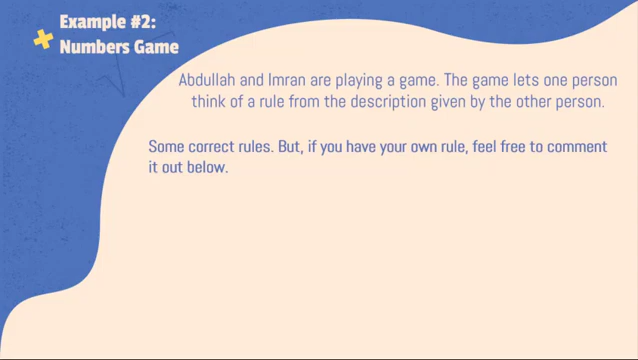 Example #2:
Numbers Game
Abdullah and Imran are playing a game. The game lets one person
think of a rule from the description given by the other person.
Some correct rules. But, if you have your own rule, feel free to comment
it out below.